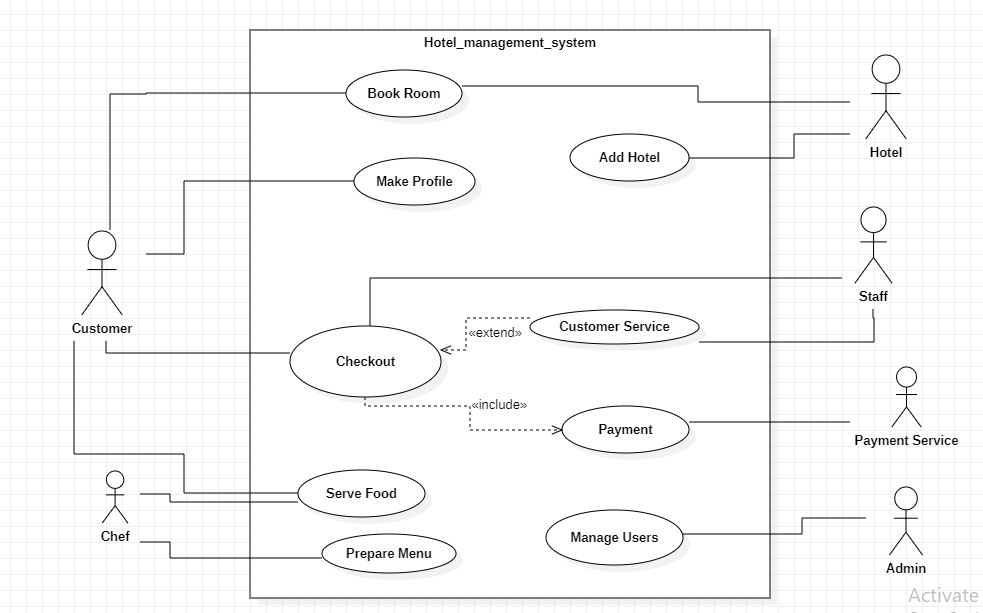 Hotel_management_system
Book Room
Hotel
Add Hotel
Make Profile
Staff
Customer
Customer Service
«extend»
Checkout
«include»
Payment
Payment Service
Serve Food
Chef
Manage Users
Prepare Menu
Admin
Activate